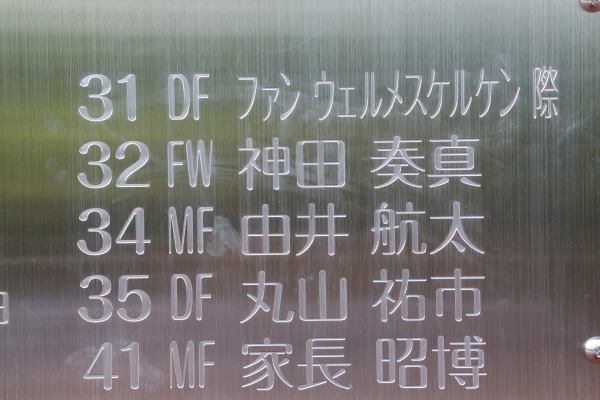 31 DF ファン ウェルメスケルケン 際
32 FW 神田 奏真
34 MF 由井 航太
35 DF 丸山 祐市
41 MF 家長 昭博